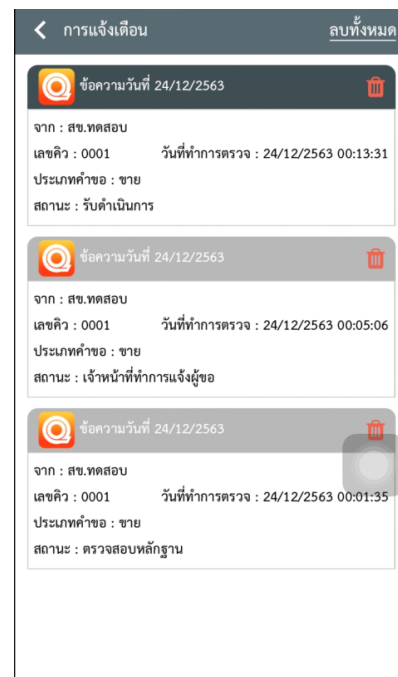 การแจ้งเตือน ลบทั้งหมด
ข้อความวันที่ 24/12/2563
จาก : สข.ทดสอบ
เลขคิว : 0001 วันที่ทำการตรวจ : 24/12/2563 00:13:31
ประเภทคำขอ : ขาย
สถานะ : รับดำเนินการ
ข้อความวันที่ 24/12/2563
จาก : สข.ทดสอบ
เลขคิว : 0001 วันที่ทำการตรวจ : 24/12/2563 00:05:06
ประเภทคำขอ : ขาย
สถานะ : เจ้าหน้าที่ทำการแจ้งผู้ขอ
ข้อความวันที่ 24/12/2563
จาก : สข.ทดสอบ
เลขคิว : 0001 วันที่ทำการตรวจ : 24/12/2563 00:01:35
ประเภทคำขอ : ขาย
สถานะ : ตรวจสอบหลักฐาน